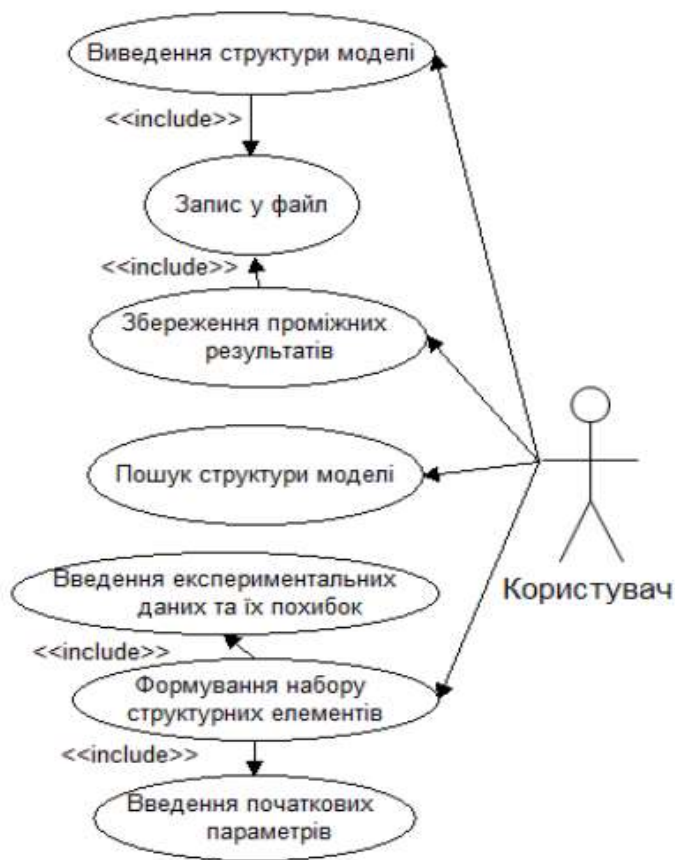 Виведення структури моделі
<<include>>
Запис у файл
<<include>>
Збереження проміжних
результатів
Пошук структури моделі
Введення експериментальних
даних та їх похибок
Користувач
<<include>>
Формування набору
структурних елементів
<<include>>
Введення початкових
параметрів